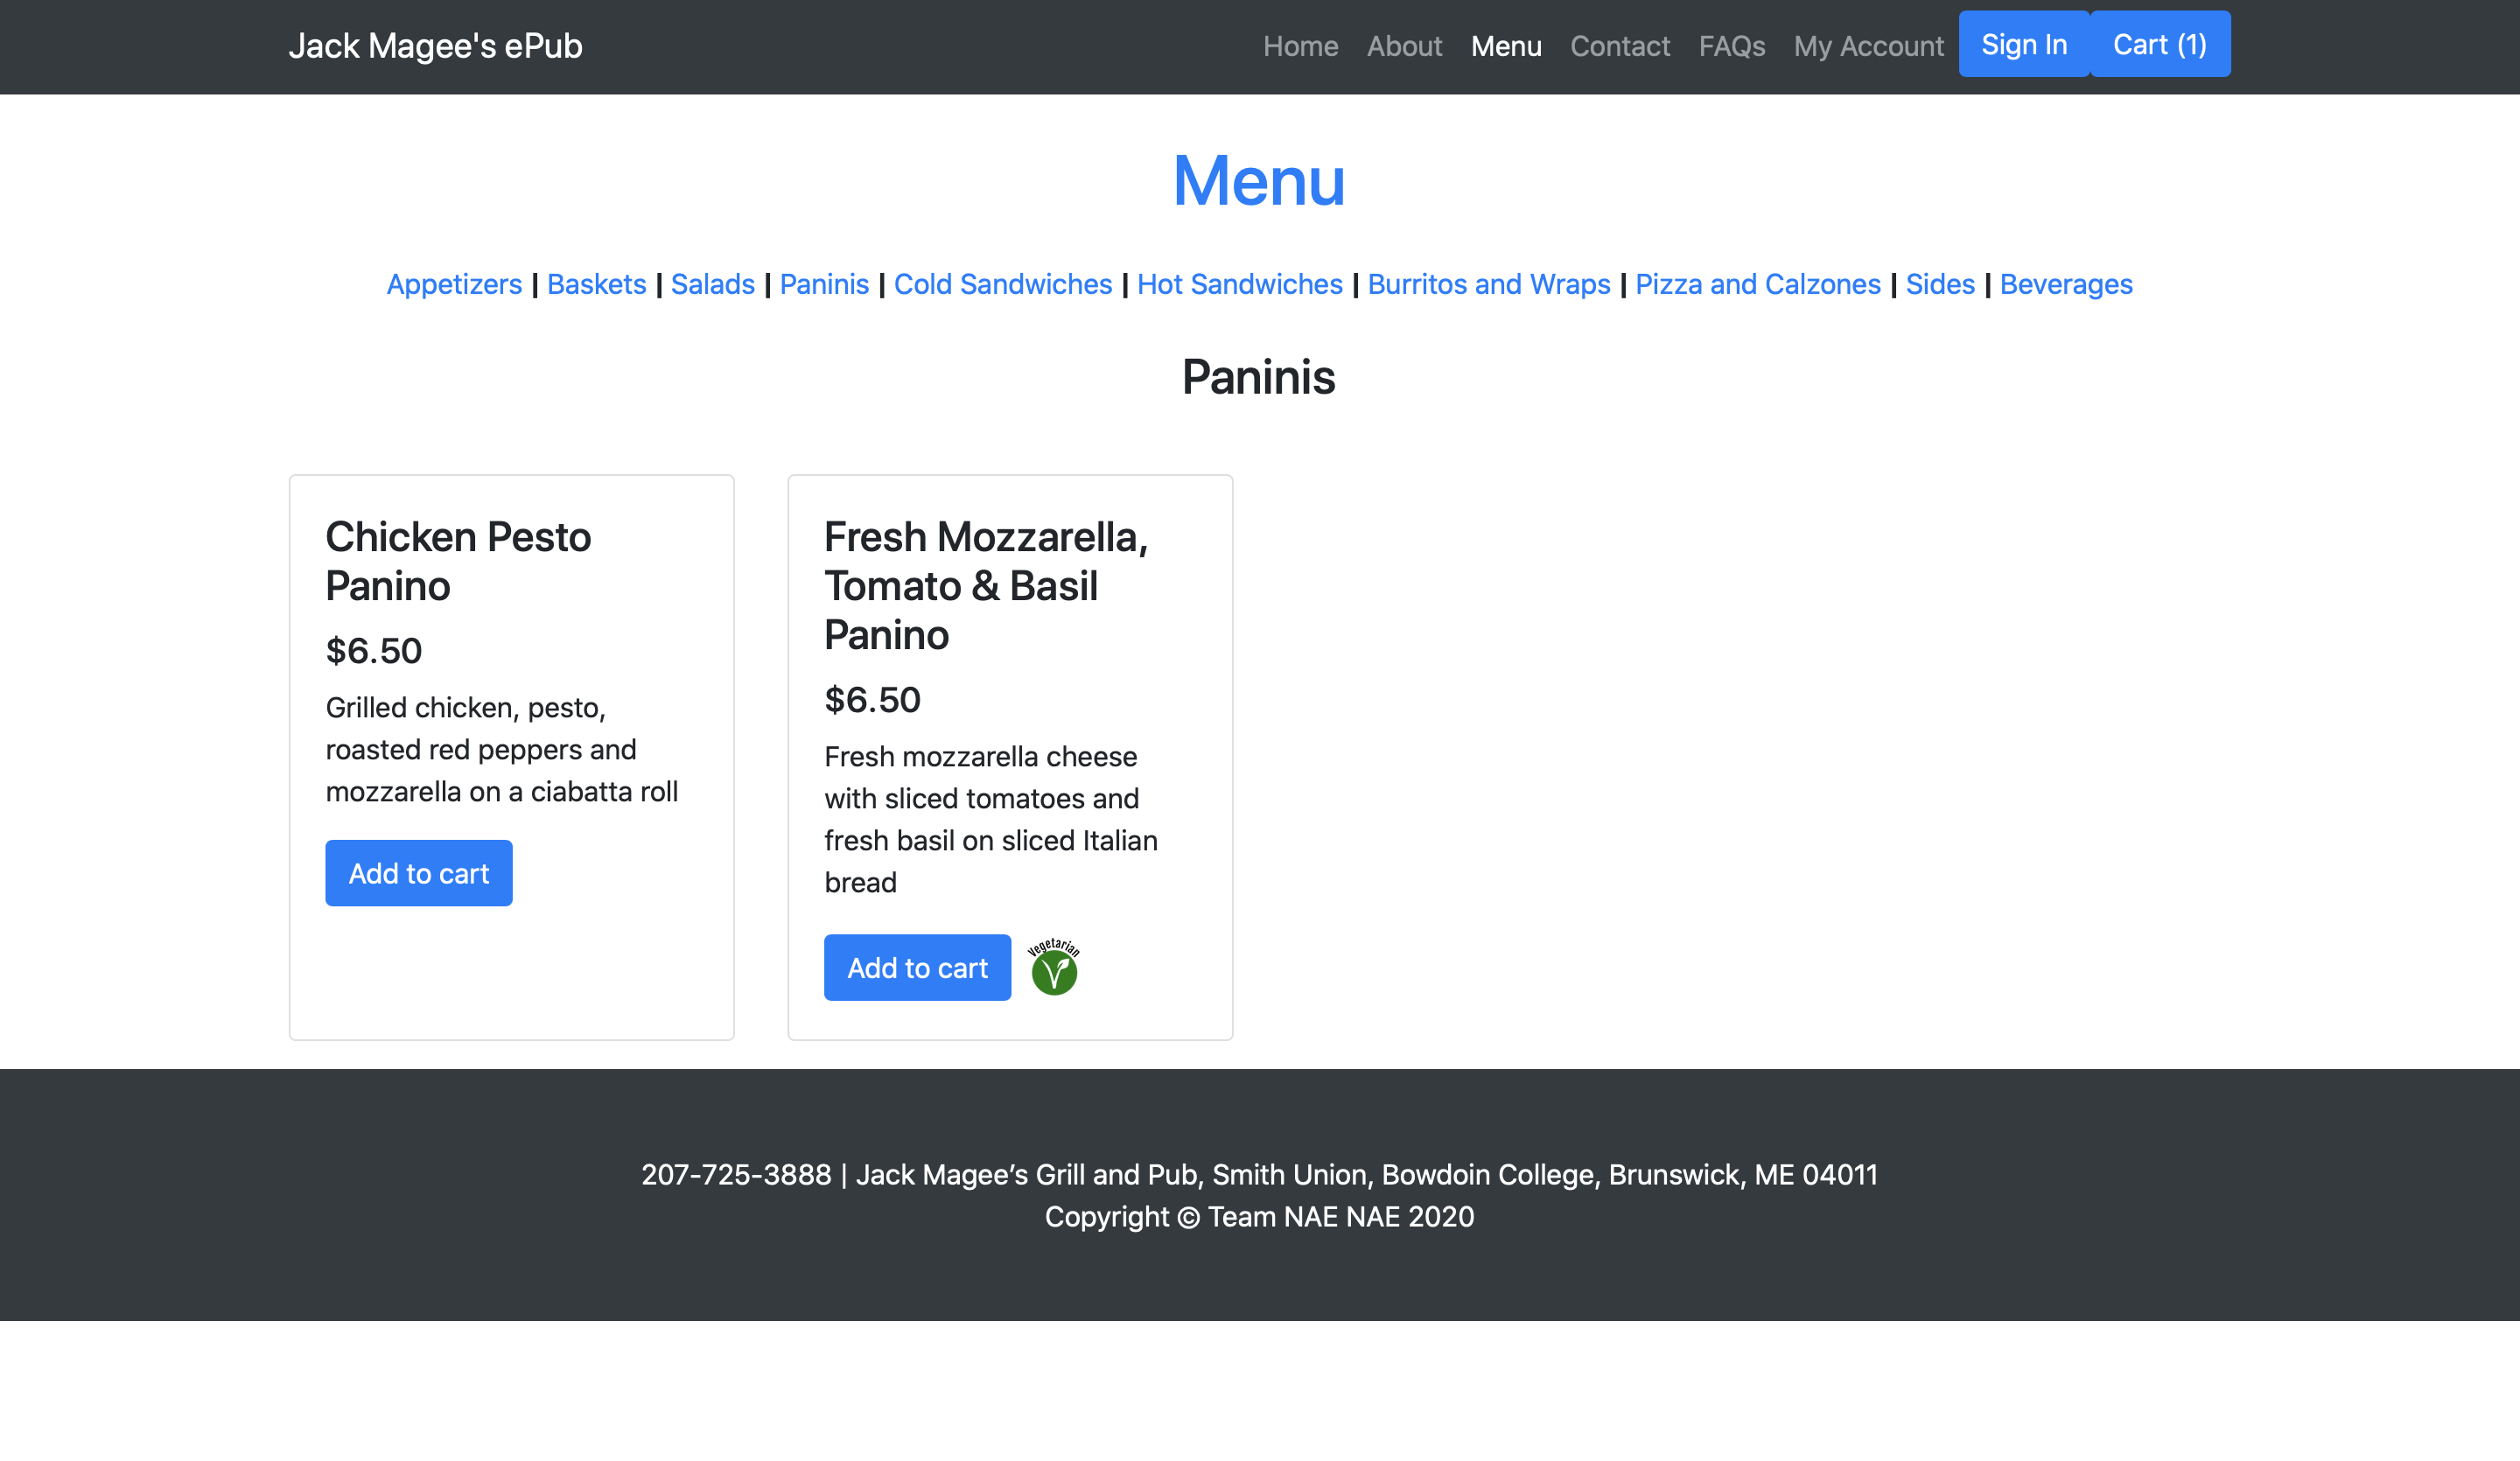 Jack Magee's ePub
Home About Menu Contact FAQs My Account Sign In Cart (1)
Menu
Appetizers | Baskets | Salads | Paninis | Cold Sandwiches | Hot Sandwiches | Burritos and Wraps | Pizza and Calzones | Sides | Beverages
Paninis
Chicken Pesto
Panino
$6.50
Grilled chicken, pesto,
roasted red peppers and
mozzarella on a ciabatta roll
Add to cart
Fresh Mozzarella,
Tomato & Basil
Panino
$6.50
Fresh mozzarella cheese
with sliced tomatoes and
fresh basil on sliced Italian
bread
Add to cart
Vegetarian
207-725-3888 | Jack Magee’s Grill and Pub, Smith Union, Bowdoin College, Brunswick, ME 04011
Copyright © Team NAE NAE 2020